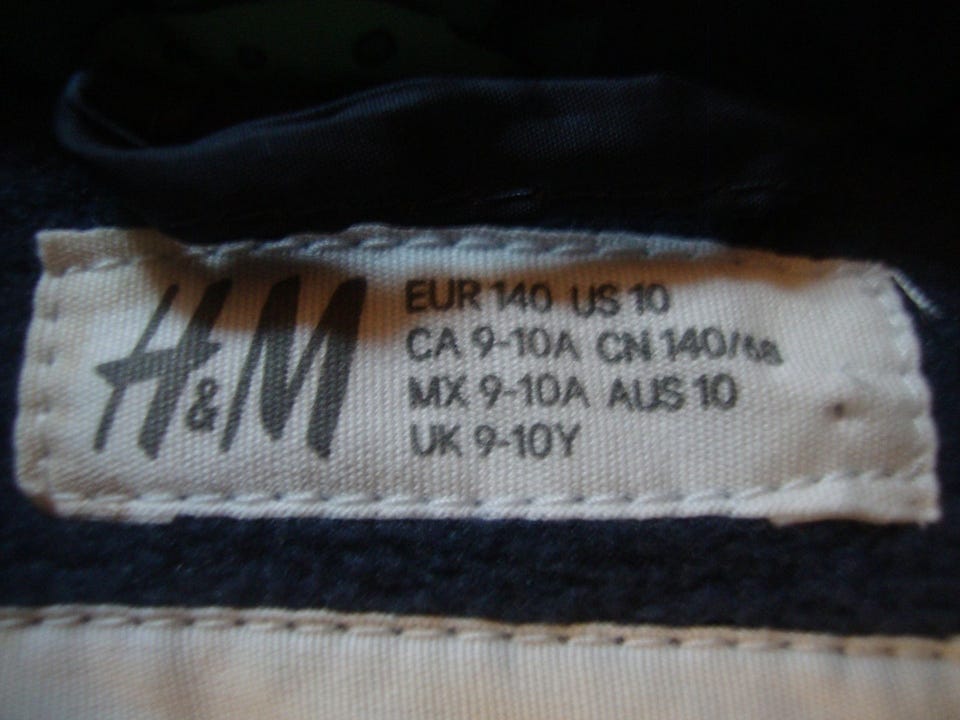 H&M
EUR 140 US 10
CA 9-10A CN 140/68
MX 9-10A AUS 10
UK 9-10Y